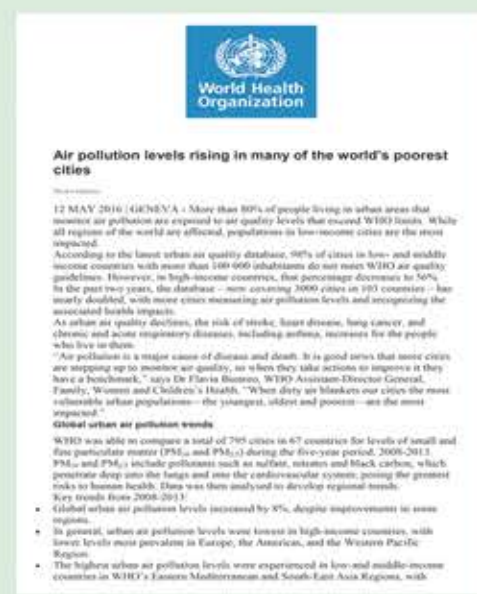 World Health
Organization
Air pollution levels rising in many of the world's poorest
cities
12 MAY 2016 | GENEVA - More than 80% of people living in urban areas that
monitor air pollution are exposed to air quality levels that exceed WHO limits. While
all regions of the world are affected, populations in low-income cities are the most
impacted.
According to the latest urban air quality database, 98% of cities in low- and middle
income countries with more than 100 000 inhabitants do not meet WHO air quality
guidelines. However, in high-income countries, that percentage decreases to 56%.
In the past two years, the database – now covering 3000 cities in 103 countries – has
nearly doubled, with more cities measuring air pollution levels and recognizing the
associated health impacts.
As urban air quality declines, the risk of stroke, heart disease, lung cancer, and
chronic and acute respiratory diseases, including asthma, increases for the people
who live in them.
"Air pollution is a major cause of disease and death. It is good news that more cities
are stepping up to monitor air quality, so when they take actions to improve it they
have a benchmark," says Dr Flavia Bustreo, WHO Assistant-Director General,
Family, Women and Children's Health. "When dirty air blankets our cities the most
vulnerable urban populations – the youngest, oldest and poorest – are the most
impacted."
Global urban air pollution trends
WHO was able to compare a total of 795 cities in 67 countries for levels of small and
fine particulate matter (PM₁₀ and PM₂.₅) during the five-year period, 2008-2013.
PM₁₀ and PM₂.₅ include pollutants such as sulfate, nitrates and black carbon, which
penetrate deep into the lungs and into the cardiovascular system, posing the greatest
risks to human health. Data was then analysed to develop regional trends.
Key trends from 2008-2013:
• Global urban air pollution levels increased by 8%, despite improvements in some
regions.
• In general, urban air pollution levels were lowest in high-income countries, with
lower levels most prevalent in Europe, the Americas, and the Western Pacific
Region.
• The highest urban air pollution levels were experienced in low-and middle-income
countries in WHO's Eastern Mediterranean and South-East Asia Regions, with